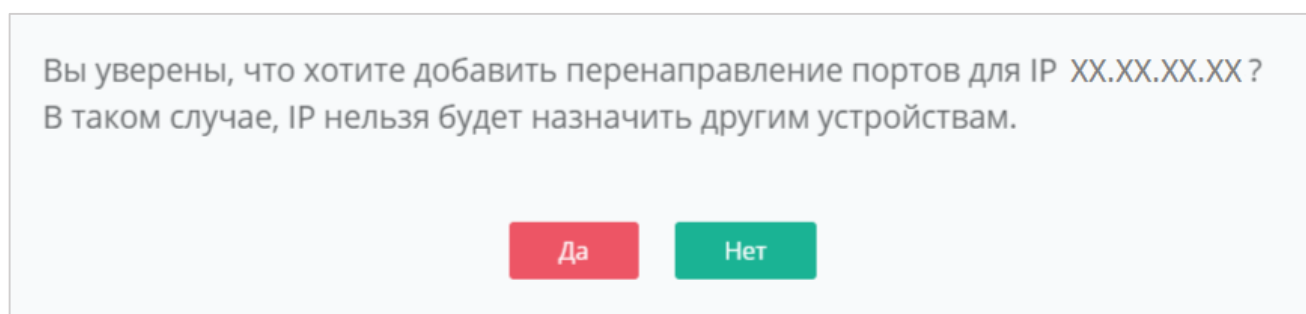 Вы уверены, что хотите добавить перенаправление портов для IP XX.XX.XX.XX ?
В таком случае, IP нельзя будет назначить другим устройствам.
Да Нет